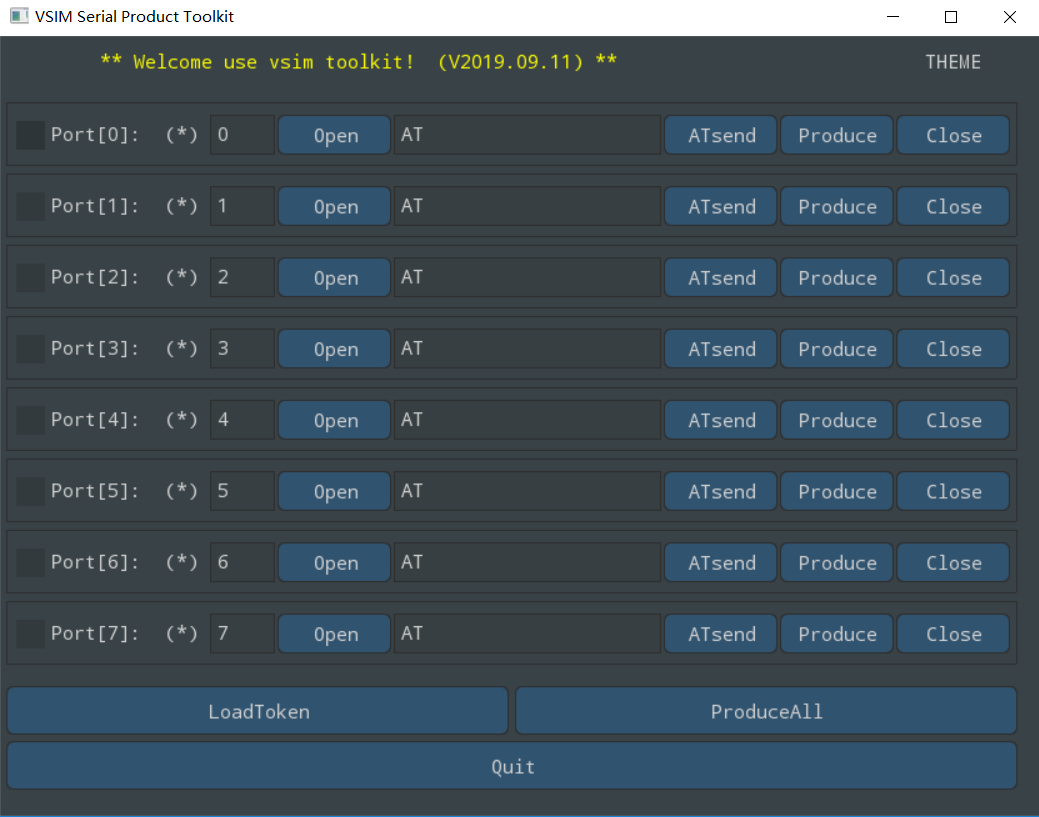 VSIM Serial Product Toolkit
** Welcome use vsim toolkit! (V2019.09.11) ** THEME
Port[0]: (*) 0 Open AT ATsend Produce Close
Port[1]: (*) 1 Open AT ATsend Produce Close
Port[2]: (*) 2 Open AT ATsend Produce Close
Port[3]: (*) 3 Open AT ATsend Produce Close
Port[4]: (*) 4 Open AT ATsend Produce Close
Port[5]: (*) 5 Open AT ATsend Produce Close
Port[6]: (*) 6 Open AT ATsend Produce Close
Port[7]: (*) 7 Open AT ATsend Produce Close
LoadToken ProduceAll
Quit